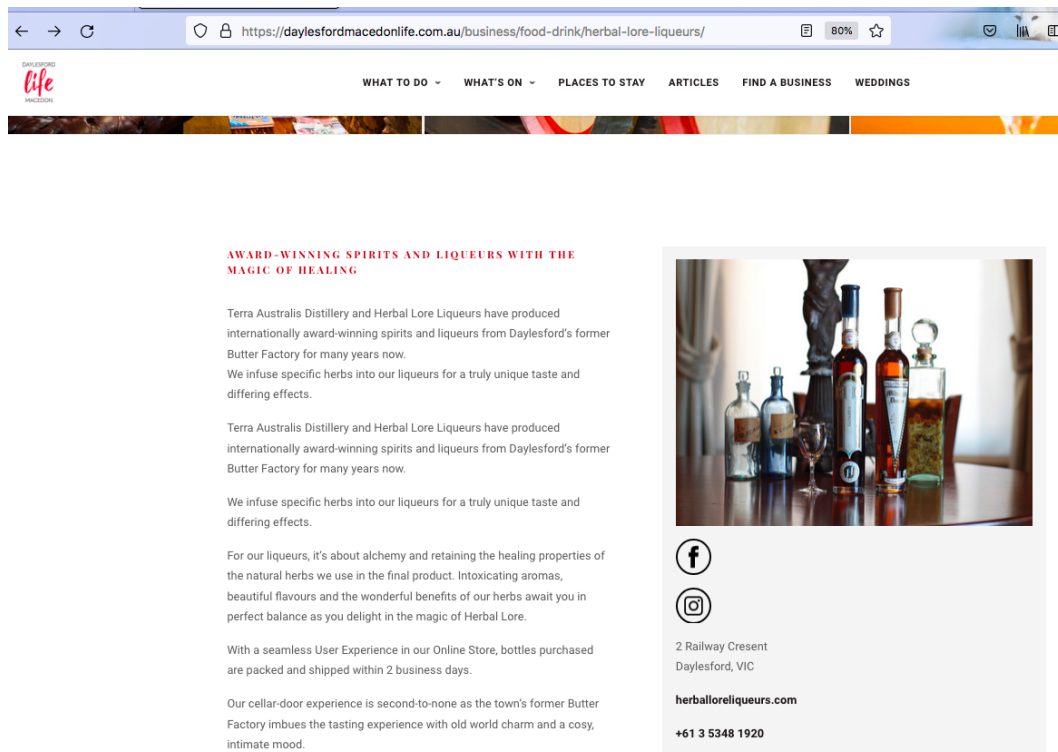 https://daylesfordmacedonlife.com.au/business/food-drink/herbal-lore-liqueurs/
80%
DAYLESFORD
life
MACEDON
WHAT TO DO
WHAT'S ON
PLACES TO STAY
ARTICLES
FIND A BUSINESS
WEDDINGS
AWARD-WINNING SPIRITS AND LIQUEURS WITH THE
MAGIC OF HEALING
Terra Australis Distillery and Herbal Lore Liqueurs have produced
internationally award-winning spirits and liqueurs from Daylesford's former
Butter Factory for many years now.
We infuse specific herbs into our liqueurs for a truly unique taste and
differing effects.
Terra Australis Distillery and Herbal Lore Liqueurs have produced
internationally award-winning spirits and liqueurs from Daylesford's former
Butter Factory for many years now.
We infuse specific herbs into our liqueurs for a truly unique taste and
differing effects.
For our liqueurs, it's about alchemy and retaining the healing properties of
the natural herbs we use in the final product. Intoxicating aromas,
beautiful flavours and the wonderful benefits of our herbs await you in
perfect balance as you delight in the magic of Herbal Lore.
With a seamless User Experience in our Online Store, bottles purchased
are packed and shipped within 2 business days.
Our cellar-door experience is second-to-none as the town's former Butter
Factory imbues the tasting experience with old world charm and a cosy,
intimate mood.
2 Railway Cresent
Daylesford, VIC
herballoreliqueurs.com
+61 3 5348 1920